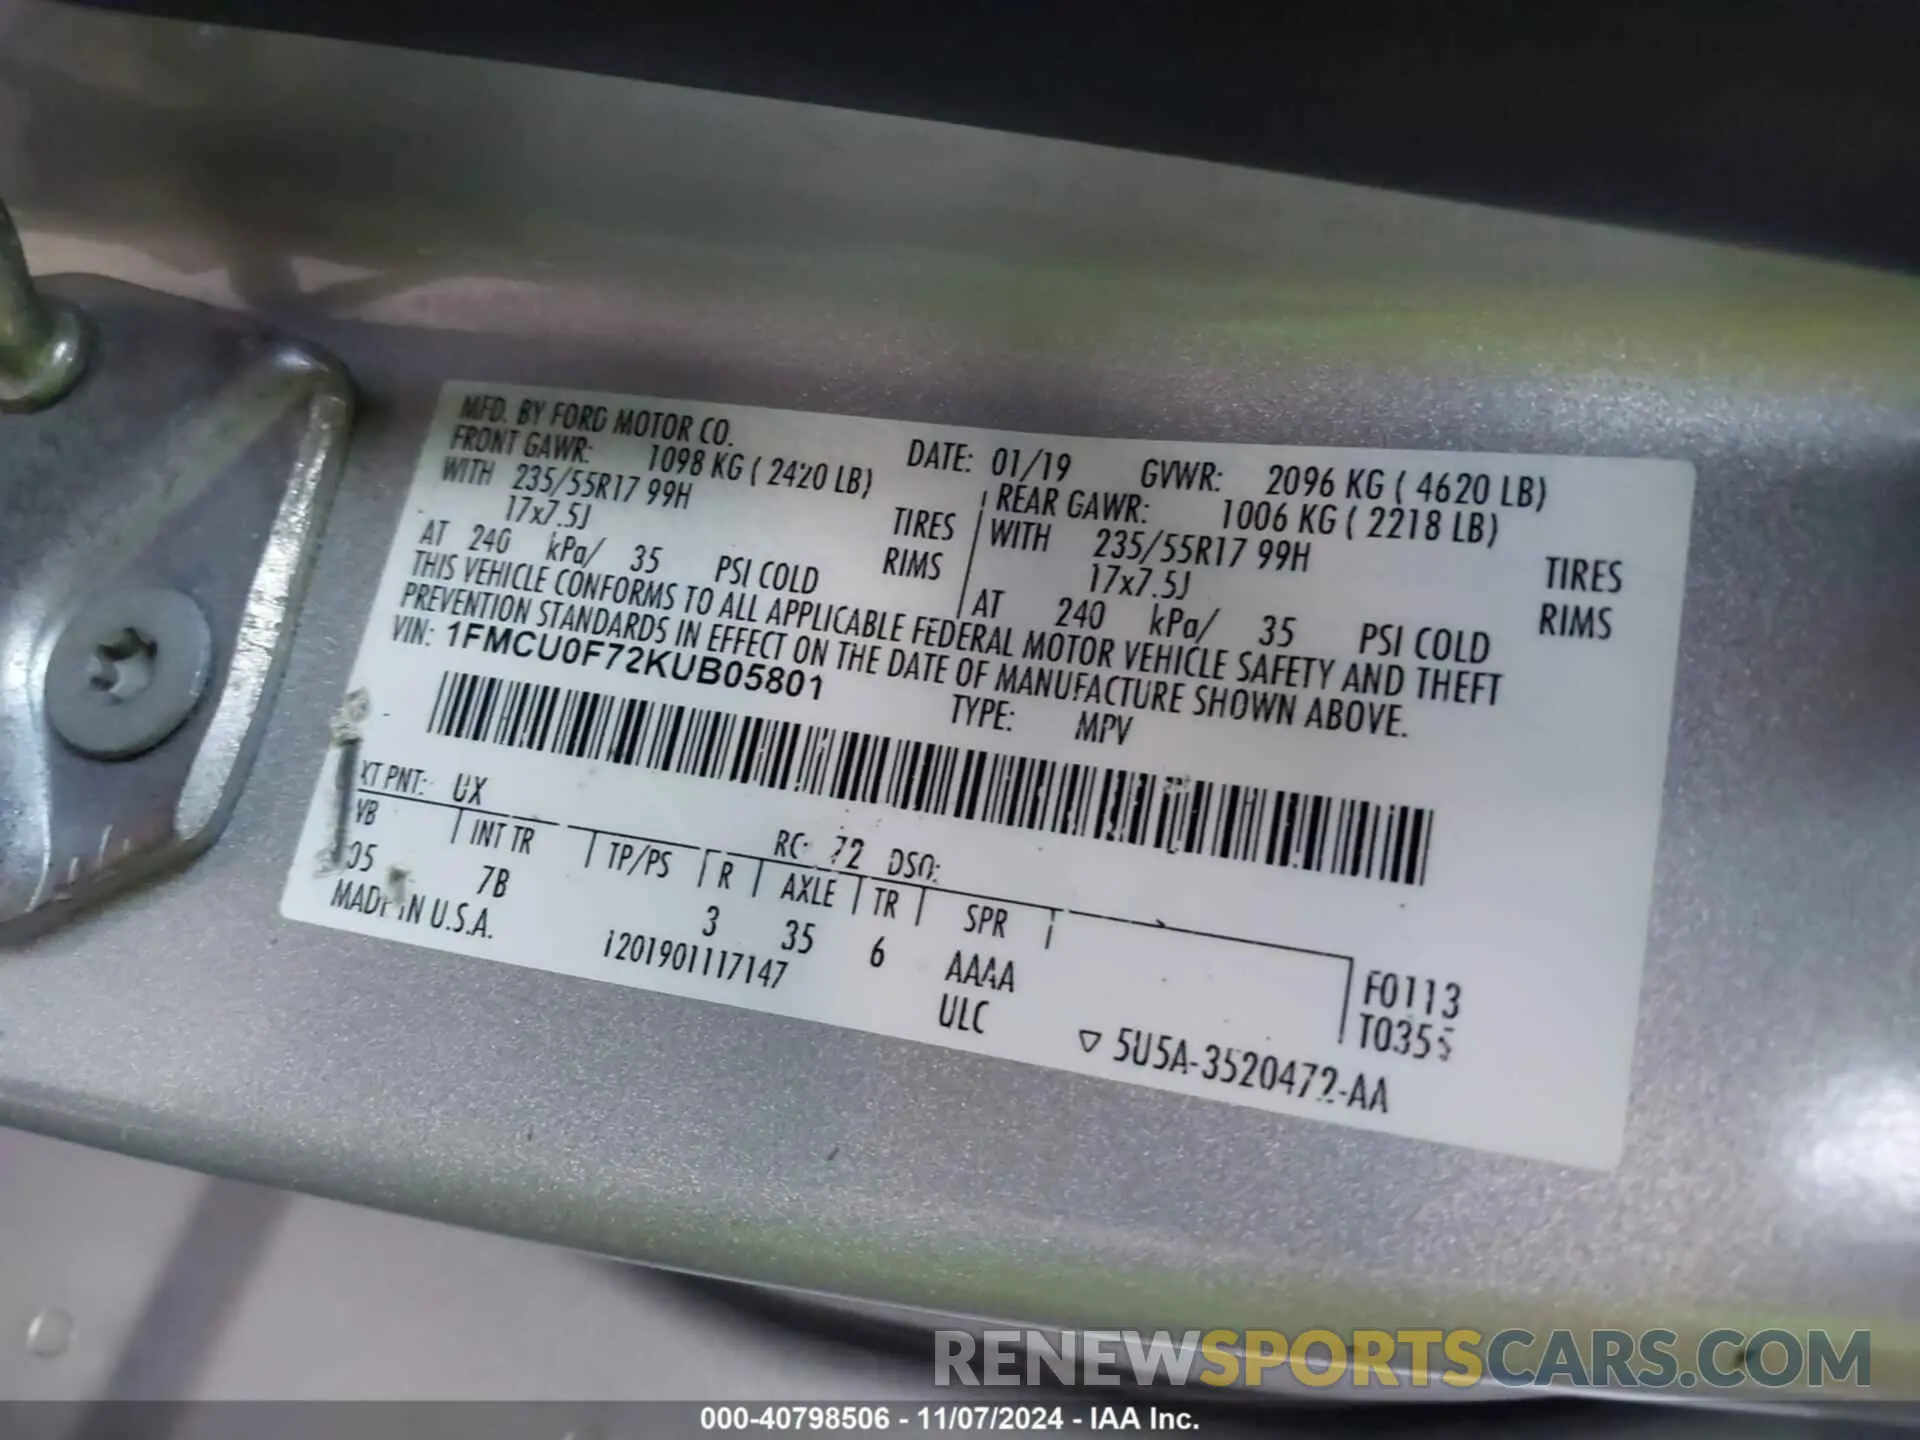 MFD. BY FORD MOTOR CO. DATE: 01/19 GVWR: 2096 KG ( 4620 LB)
FRONT GAWR: 1098 KG ( 2420 LB) REAR GAWR: 1006 KG ( 2218 LB)
WITH 235/55R17 99H TIRES WITH 235/55R17 99H TIRES
17x7.5J RIMS 17x7.5J RIMS
AT 240 kPa/ 35 PSI COLD AT 240 kPa/ 35 PSI COLD
THIS VEHICLE CONFORMS TO ALL APPLICABLE FEDERAL MOTOR VEHICLE SAFETY AND THEFT
PREVENTION STANDARDS IN EFFECT ON THE DATE OF MANUFACTURE SHOWN ABOVE.
VIN: 1FMCU0F72KUB05801 TYPE: MPV
PNT: UX RC: 72 DSO:
WB INT TR TP/PS R AXLE TR SPR
105 7B 3 35 6 AAAA F0113
MADE IN U.S.A. 1201901117147 ULC T0355
▽ 5U5A-3520472-AA
RENEWSPORTSCARS.COM
000-40798506 - 11/07/2024 - IAA Inc.